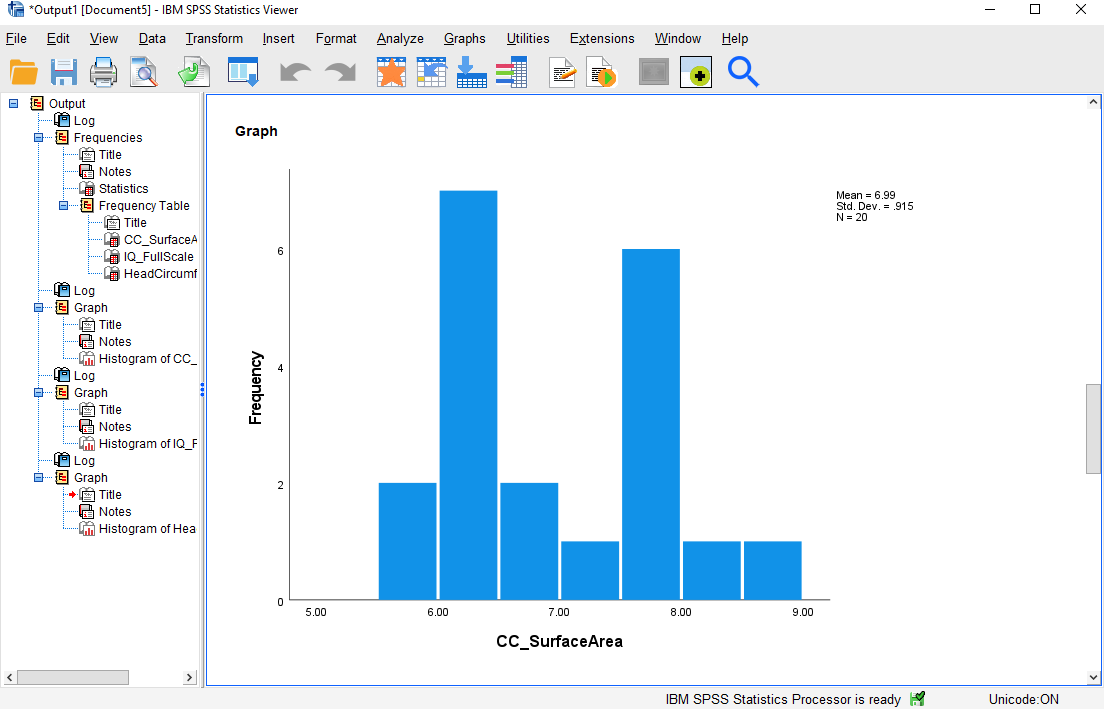 *Output1 [Document5] - IBM SPSS Statistics Viewer
File Edit View Data Transform Insert Format Analyze Graphs Utilities Extensions Window Help
Output
Log
Frequencies
Title
Notes
Statistics
Frequency Table
Title
CC_SurfaceA
IQ_FullScale
HeadCircumf
Log
Graph
Title
Notes
Histogram of CC_
Log
Graph
Title
Notes
Histogram of IQ_F
Log
Graph
Title
Notes
Histogram of Hea
Graph
Mean = 6.99
Std. Dev. = .915
N = 20
Frequency
6
4
2
0
5.00 6.00 7.00 8.00 9.00
CC_SurfaceArea
IBM SPSS Statistics Processor is ready Unicode:ON